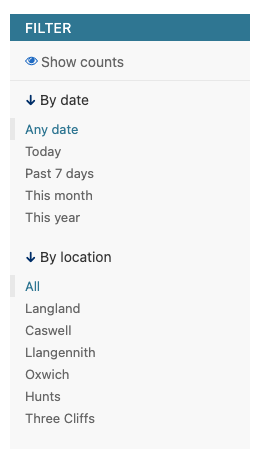 FILTER
Show counts
By date
Any date
Today
Past 7 days
This month
This year
By location
All
Langland
Caswell
Llangennith
Oxwich
Hunts
Three Cliffs